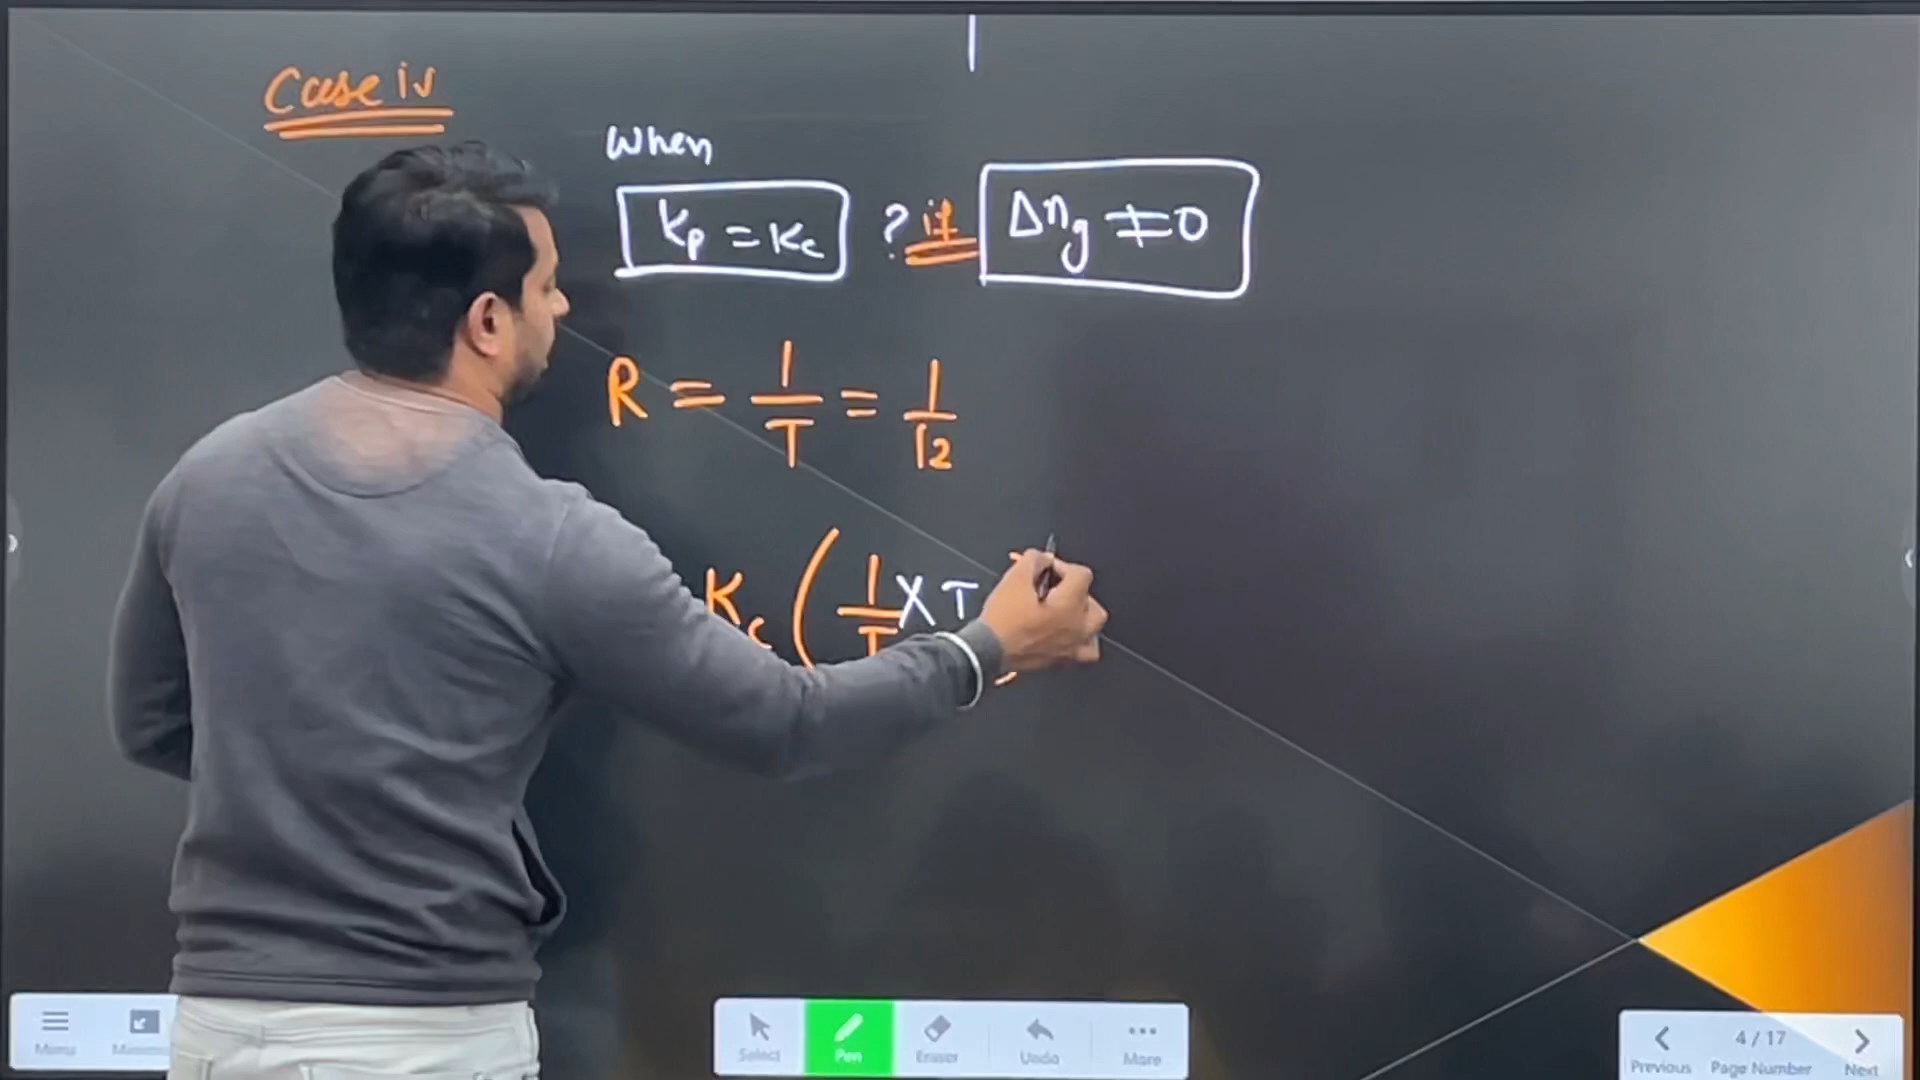 Case iv
When
Kp = Kc ? if Δng ≠ 0
R = 1/T = 1/12
Kc ( 1/T X T
Menu
Select Pen Eraser Undo More
4 / 17
Previous Page Number Next